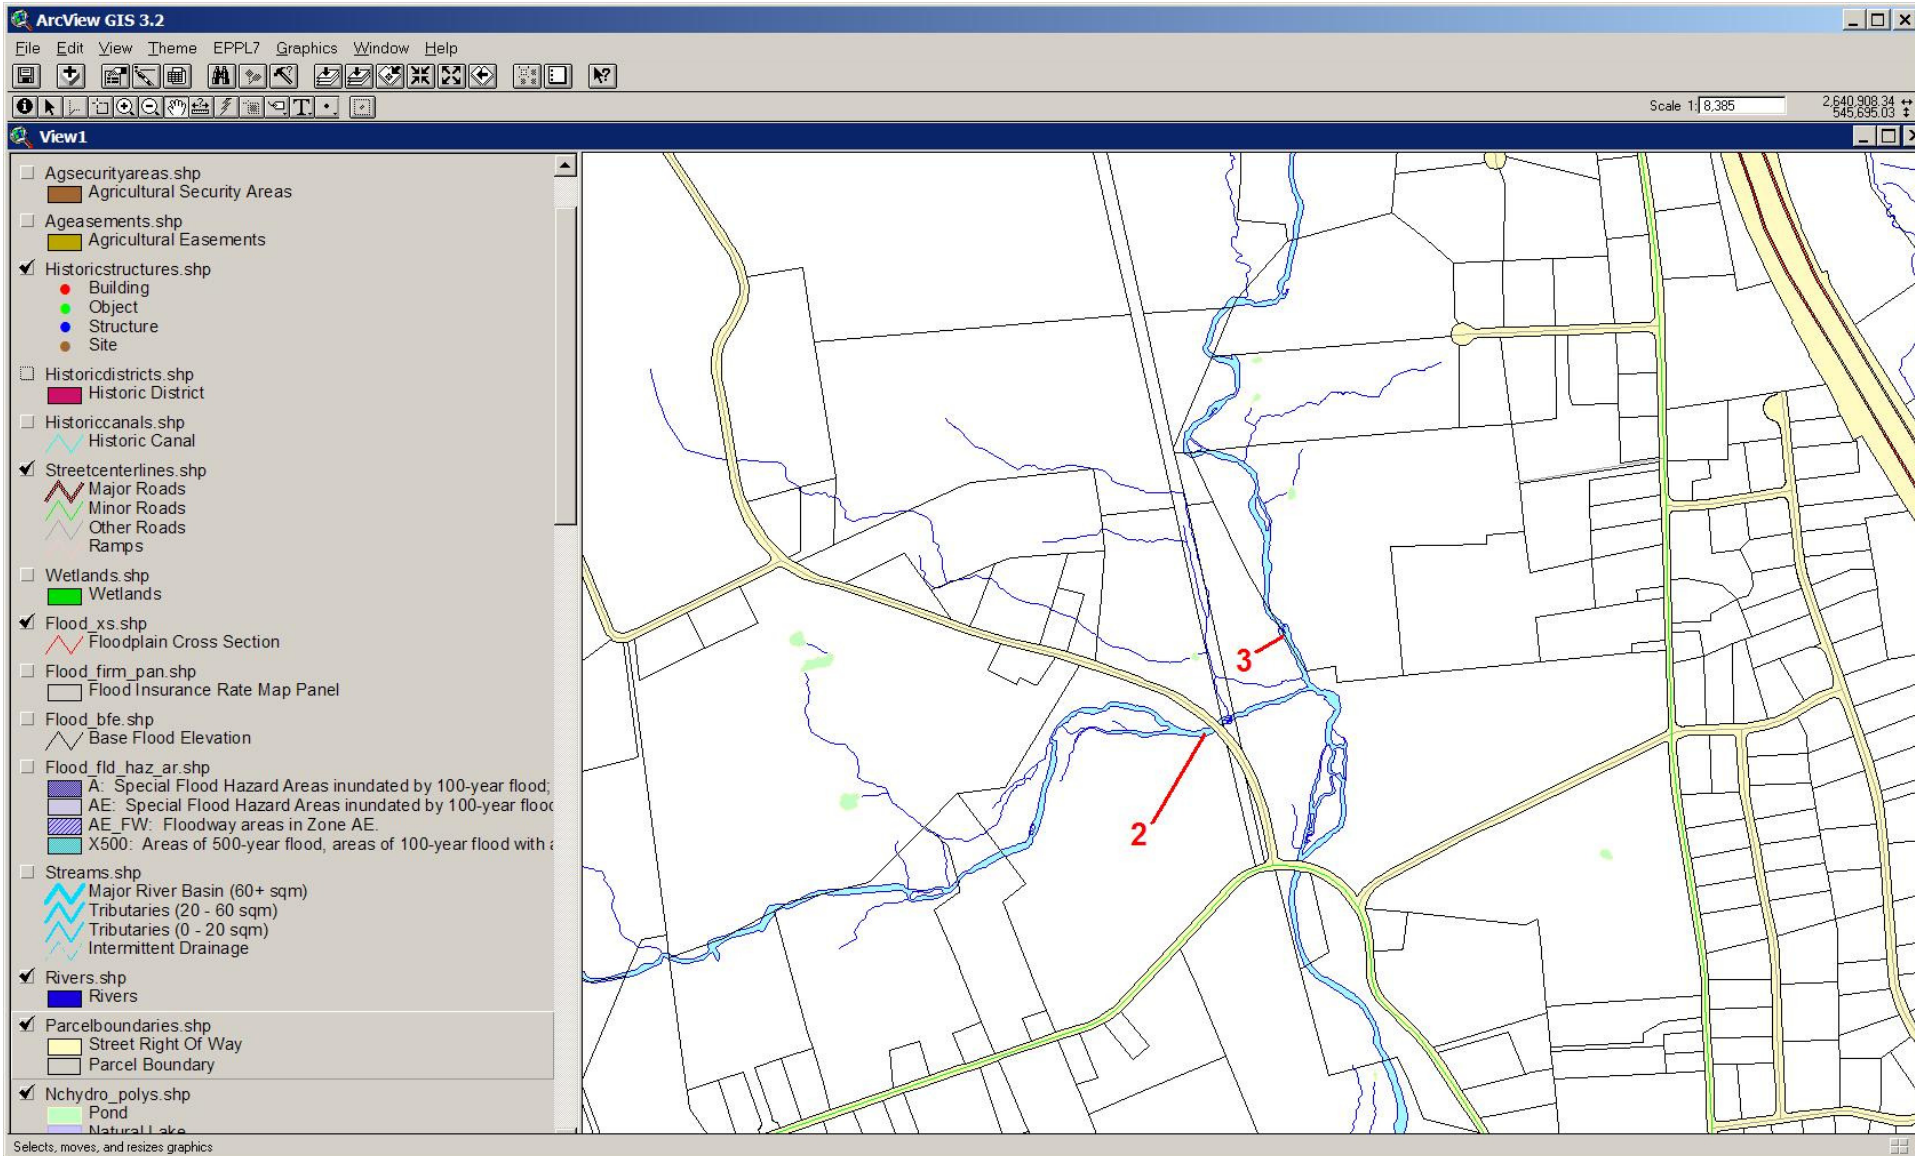 ArcView GIS 3.2
File Edit View Theme EPPL7 Graphics Window Help
Scale 1: 8,385
2,640,908.34
545,695.03
View1
Agsecurityareas.shp
Agricultural Security Areas
Ageasements.shp
Agricultural Easements
Historicstructures.shp
Building
Object
Structure
Site
Historicdistricts.shp
Historic District
Historiccanals.shp
Historic Canal
Streetcenterlines.shp
Major Roads
Minor Roads
Other Roads
Ramps
Wetlands.shp
Wetlands
Flood_xs.shp
Floodplain Cross Section
Flood_firm_pan.shp
Flood Insurance Rate Map Panel
Flood_bfe.shp
Base Flood Elevation
Flood_fld_haz_ar.shp
A: Special Flood Hazard Areas inundated by 100-year flood;
AE: Special Flood Hazard Areas inundated by 100-year flood
AE_FW: Floodway areas in Zone AE.
X500: Areas of 500-year flood, areas of 100-year flood with a
Streams.shp
Major River Basin (60+ sqm)
Tributaries (20 - 60 sqm)
Tributaries (0 - 20 sqm)
Intermittent Drainage
Rivers.shp
Rivers
Parcelboundaries.shp
Street Right Of Way
Parcel Boundary
Nchydro_polys.shp
Pond
Natural Lake
3
2
Selects, moves, and resizes graphics